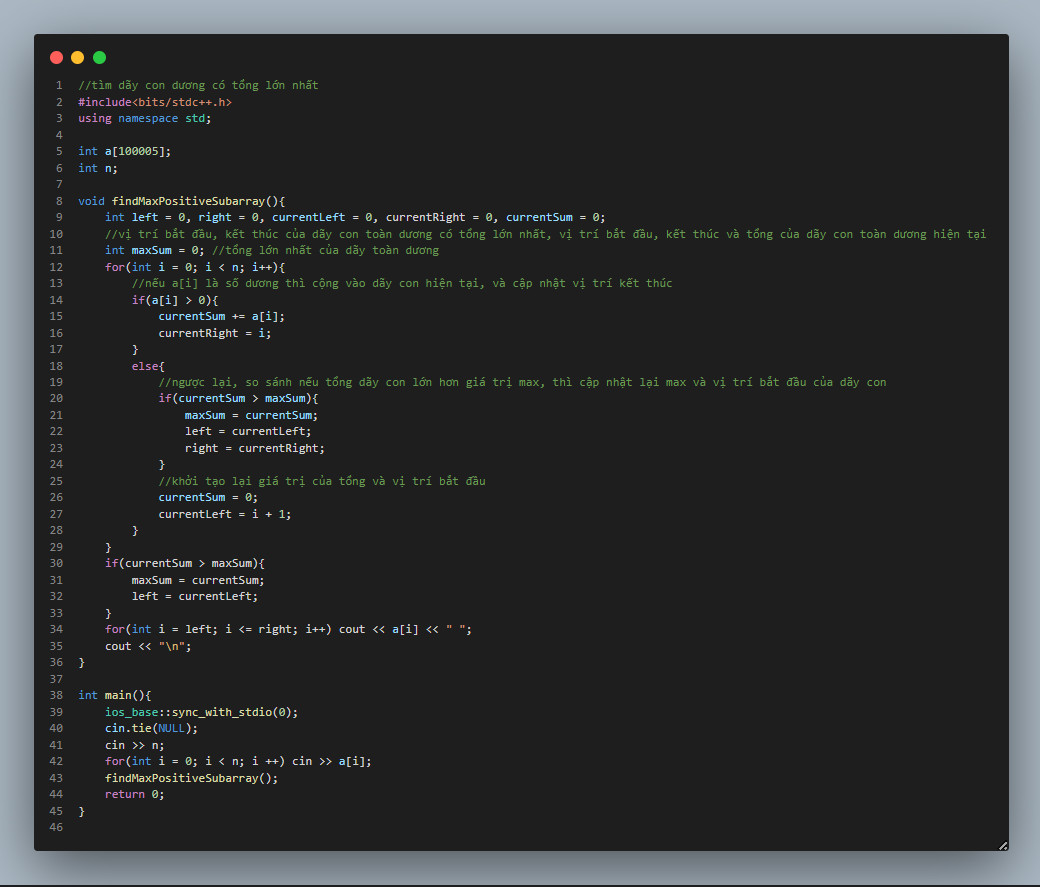 1 //tìm dãy con dương có tổng lớn nhất
2 #include<bits/stdc++.h>
3 using namespace std;
4
5 int a[100005];
6 int n;
7
8 void findMaxPositiveSubarray(){
9     int left = 0, right = 0, currentLeft = 0, currentRight = 0, currentSum = 0;
10     //vị trí bắt đầu, kết thúc của dãy con toàn dương có tổng lớn nhất, vị trí bắt đầu, kết thúc và tổng của dãy con toàn dương hiện tại
11     int maxSum = 0; //tổng lớn nhất của dãy toàn dương
12     for(int i = 0; i < n; i++){
13         //nếu a[i] là số dương thì cộng vào dãy con hiện tại, và cập nhật vị trí kết thúc
14         if(a[i] > 0){
15             currentSum += a[i];
16             currentRight = i;
17         }
18         else{
19             //ngược lại, so sánh nếu tổng dãy con lớn hơn giá trị max, thì cập nhật lại max và vị trí bắt đầu của dãy con
20             if(currentSum > maxSum){
21                 maxSum = currentSum;
22                 left = currentLeft;
23                 right = currentRight;
24             }
25             //khởi tạo lại giá trị của tổng và vị trí bắt đầu
26             currentSum = 0;
27             currentLeft = i + 1;
28         }
29     }
30     if(currentSum > maxSum){
31         maxSum = currentSum;
32         left = currentLeft;
33     }
34     for(int i = left; i <= right; i++) cout << a[i] << " ";
35     cout << "\n";
36 }
37
38 int main(){
39     ios_base::sync_with_stdio(0);
40     cin.tie(NULL);
41     cin >> n;
42     for(int i = 0; i < n; i ++) cin >> a[i];
43     findMaxPositiveSubarray();
44     return 0;
45 }
46